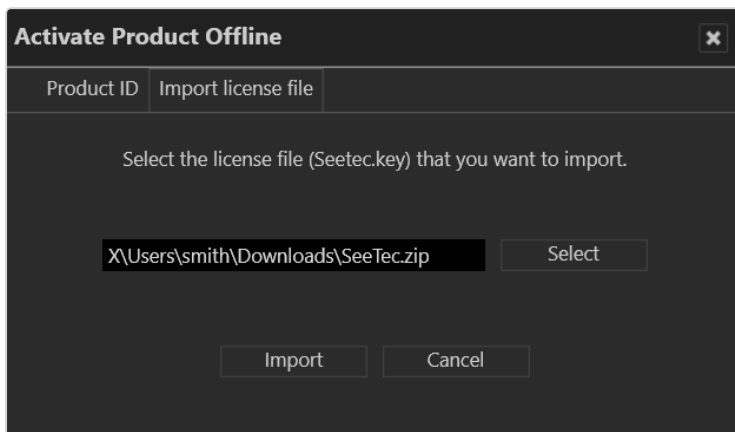 Activate Product Offline
Product ID Import license file
Select the license file (Seetec.key) that you want to import.
X\Users\smith\Downloads\SeeTec.zip Select
Import Cancel